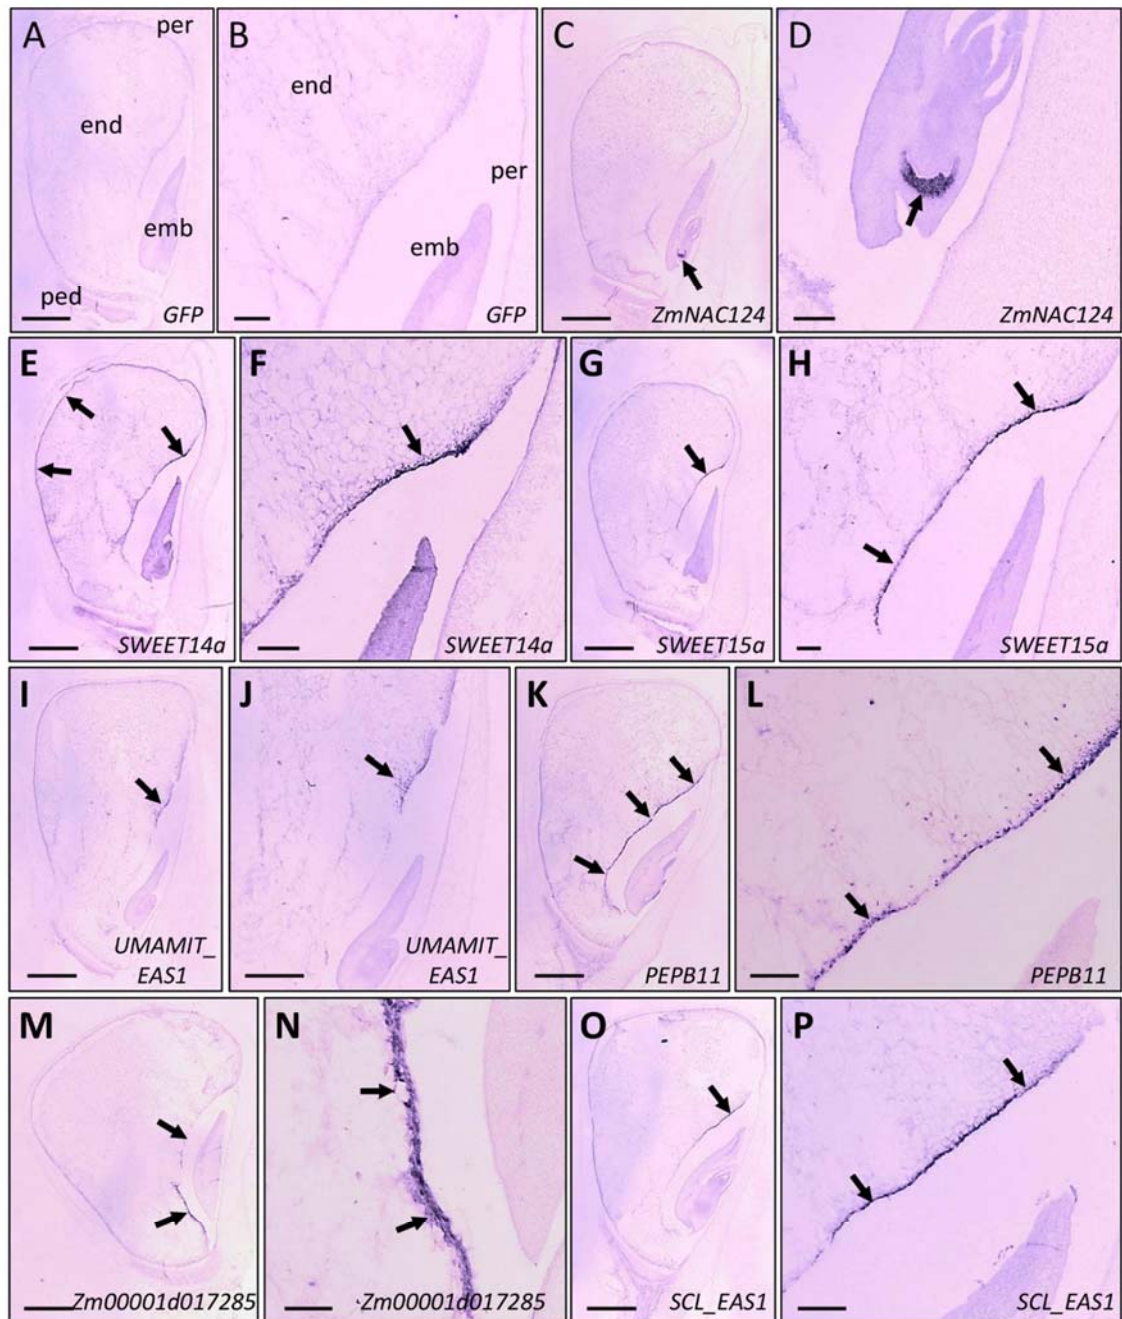 A
per
end
emb
ped
GFP
B
end
per
emb
GFP
C
ZmNAC124
D
ZmNAC124
E
SWEET14a
F
SWEET14a
G
SWEET15a
H
SWEET15a
I
UMAMIT_
EAS1
J
UMAMIT_
EAS1
K
PEPB11
L
PEPB11
M
Zm00001d017285
N
Zm00001d017285
O
SCL_EAS1
P
SCL_EAS1